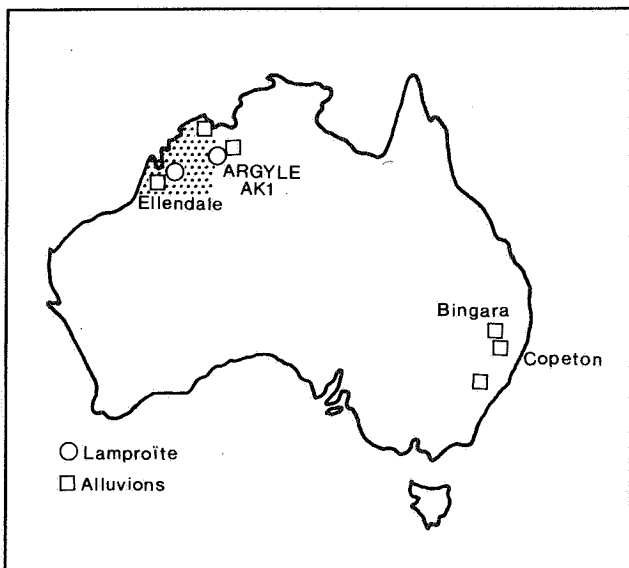 ARGYLE
AK1
Ellendale
Bingara
Copeton
Lamproïte
Alluvions